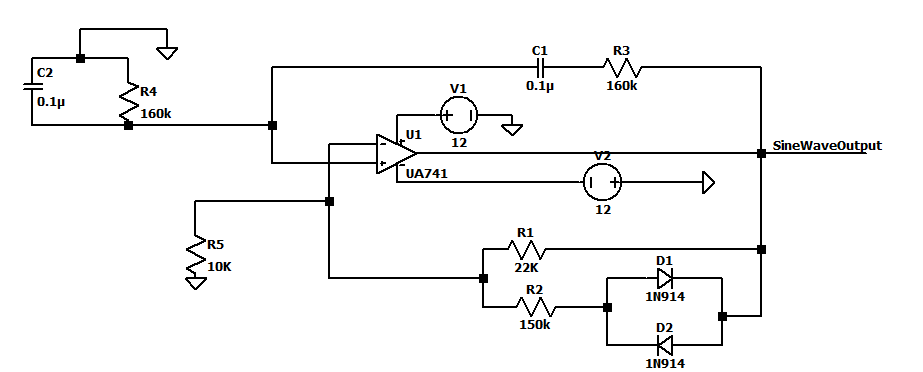 C2
0.1µ
R4
160k
C1
0.1µ
R3
160k
V1
12
U1
UA741
V2
12
SineWaveOutput
R5
10K
R1
22K
R2
150k
D1
1N914
D2
1N914